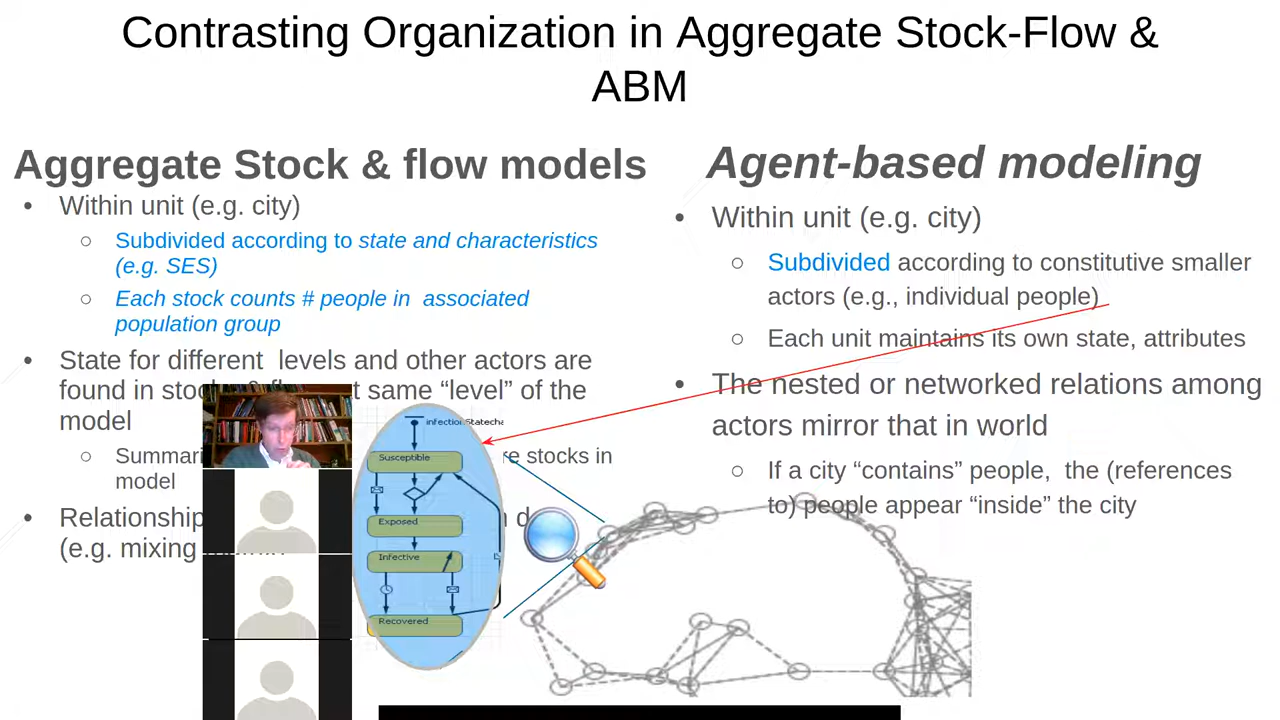 Contrasting Organization in Aggregate Stock-Flow &
ABM
Aggregate Stock & flow models
• Within unit (e.g. city)
○ Subdivided according to state and characteristics
(e.g. SES)
○ Each stock counts # people in associated
population group
• State for different levels and other actors are
found in same “level” of the
model
○ stocks in
model
• Relationship
(e.g. mixing
Agent-based modeling
• Within unit (e.g. city)
○ Subdivided according to constitutive smaller
actors (e.g., individual people)
○ Each unit maintains its own state, attributes
• The nested or networked relations among
actors mirror that in world
○ If a city “contains” people, the (references
to) people appear “inside” the city
infectionStatecha
Susceptible
Exposed
Infective
Recovered